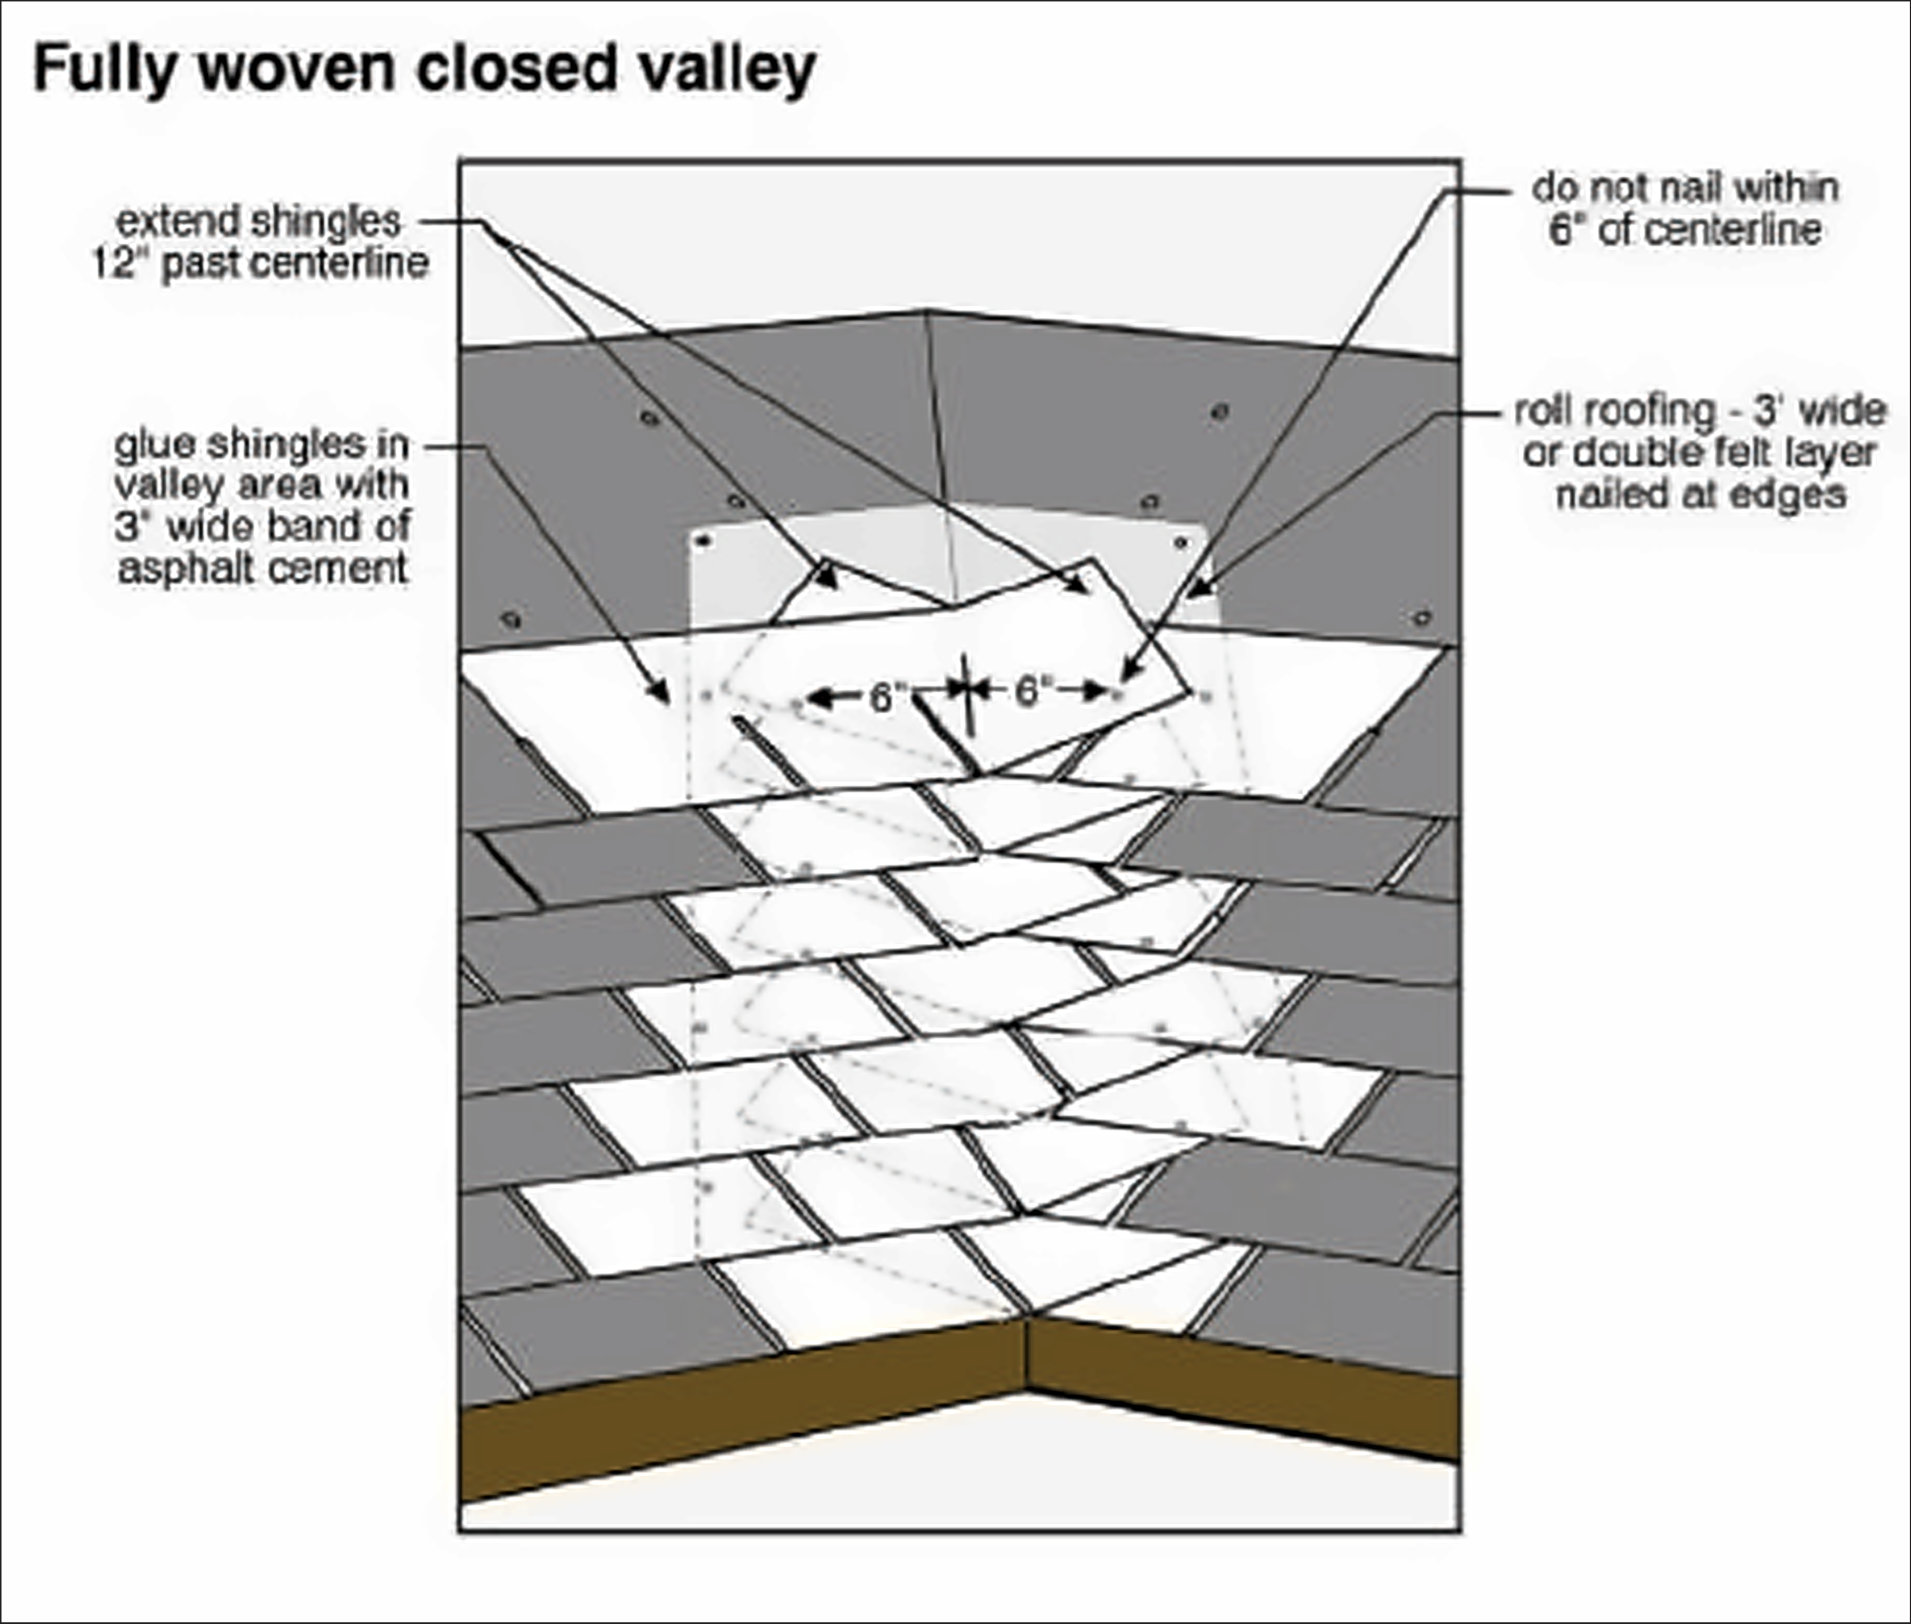 Fully woven closed valley
extend shingles
12" past centerline
do not nail within
6" of centerline
glue shingles in
valley area with
3" wide band of
asphalt cement
roll roofing - 3' wide
or double felt layer
nailed at edges
6" 6"